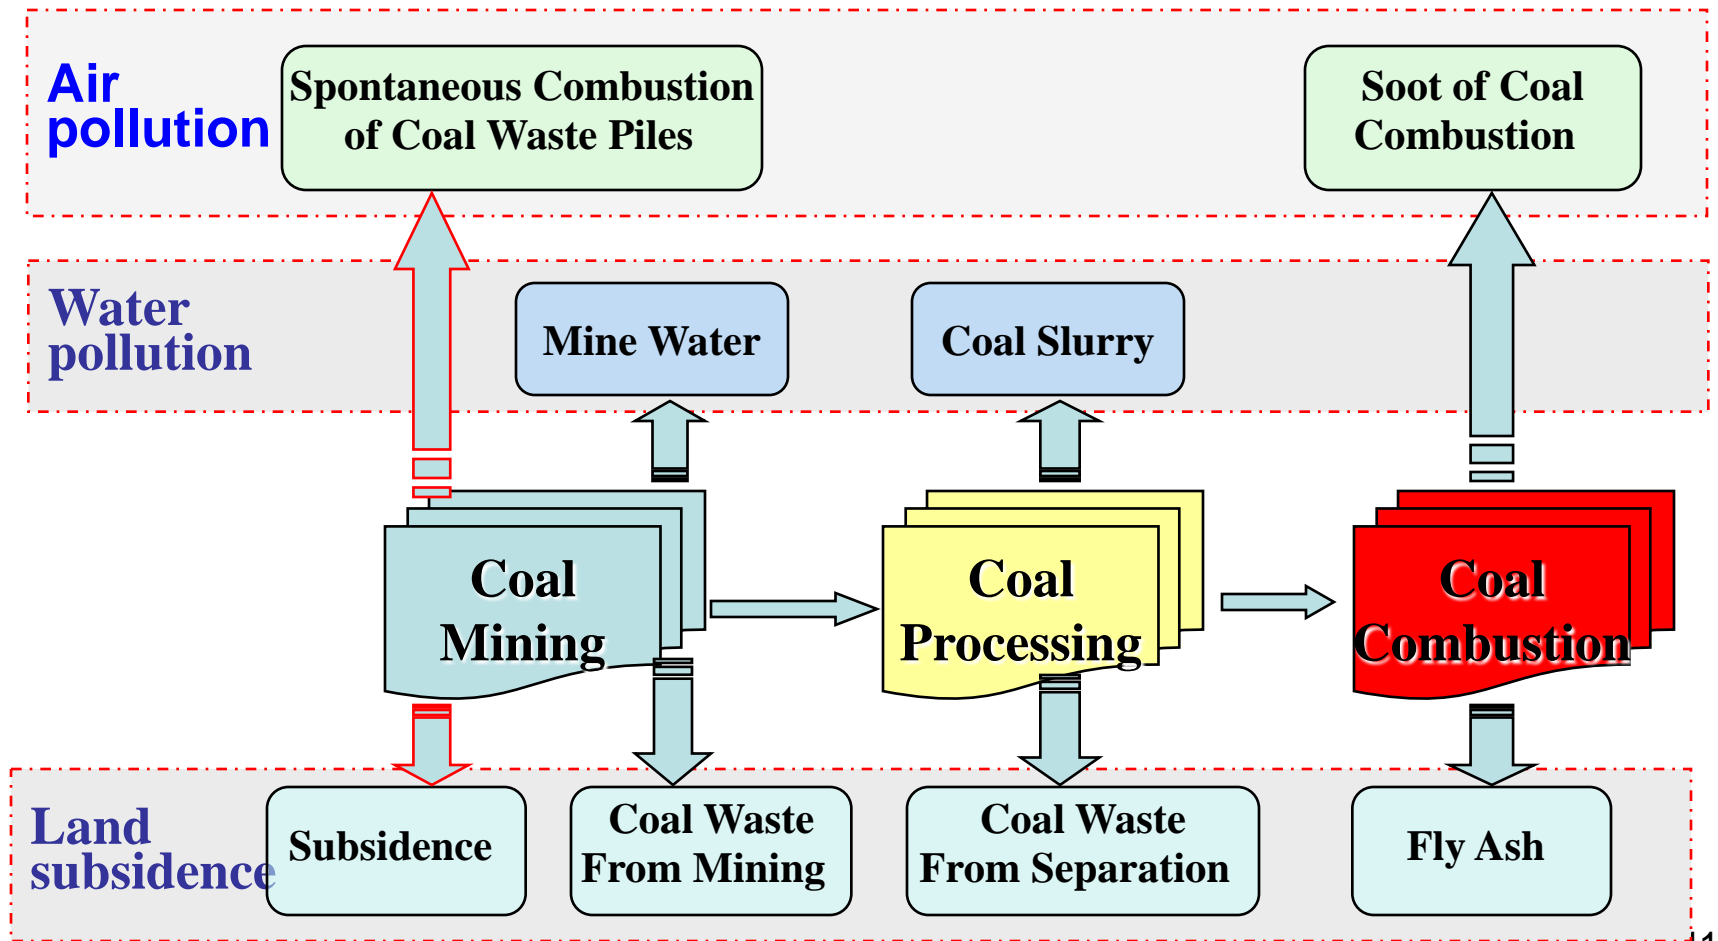 Air
pollution
Spontaneous Combustion
of Coal Waste Piles
Soot of Coal
Combustion
Water
pollution
Mine Water
Coal Slurry
Coal
Mining
Coal
Processing
Coal
Combustion
Land
subsidence
Subsidence
Coal Waste
From Mining
Coal Waste
From Separation
Fly Ash